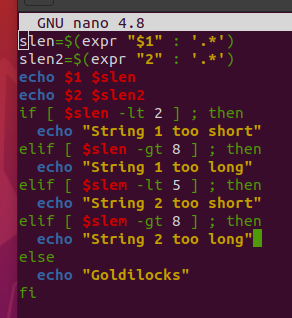 GNU nano 4.8
slen=$(expr "$1" : '.*')
slen2=$(expr "2" : '.*')
echo $1 $slen
echo $2 $slen2
if [ $slen -lt 2 ] ; then
  echo "String 1 too short"
elif [ $slen -gt 8 ] ; then
  echo "String 1 too long"
elif [ $slem -lt 5 ] ; then
  echo "String 2 too short"
elif [ $slem -gt 8 ] ; then
  echo "String 2 too long"
else
  echo "Goldilocks"
fi